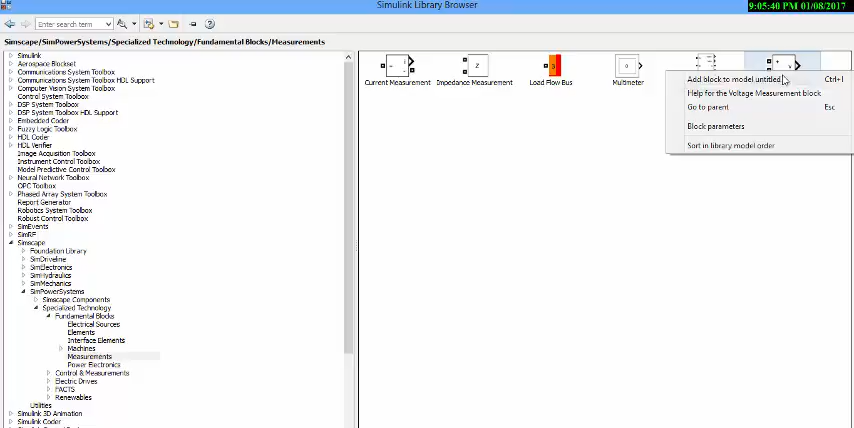 Simulink Library Browser
9:05:40 PM 01/08/2017
Enter search term
Simscape/SimPowerSystems/Specialized Technology/Fundamental Blocks/Measurements
Simulink
Aerospace Blockset
Communications System Toolbox
Communications System Toolbox HDL Support
Computer Vision System Toolbox
Control System Toolbox
DSP System Toolbox
DSP System Toolbox HDL Support
Embedded Coder
Fuzzy Logic Toolbox
HDL Coder
HDL Verifier
Image Acquisition Toolbox
Instrument Control Toolbox
Model Predictive Control Toolbox
Neural Network Toolbox
OPC Toolbox
Phased Array System Toolbox
Report Generator
Robotics System Toolbox
Robust Control Toolbox
SimEvents
SimRF
Simscape
Foundation Library
SimDriveline
SimElectronics
SimHydraulics
SimMechanics
SimPowerSystems
Simscape Components
Specialized Technology
Fundamental Blocks
Electrical Sources
Elements
Interface Elements
Machines
Measurements
Power Electronics
Control & Measurements
Electric Drives
FACTS
Renewables
Utilities
Simulink 3D Animation
Simulink Coder
Current Measurement
Z
Impedance Measurement
Load Flow Bus
Multimeter
Add block to model untitled
Ctrl+I
Help for the Voltage Measurement block
Go to parent
Esc
Block parameters
Sort in library model order